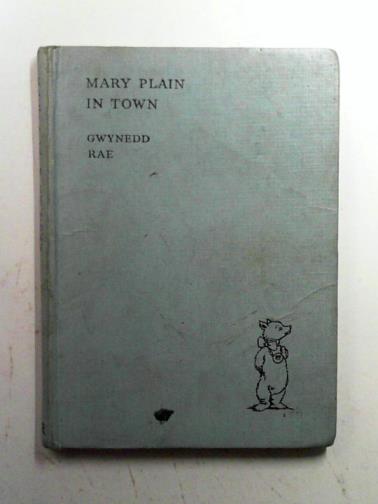 MARY PLAIN
IN TOWN
GWYNEDD
RAE